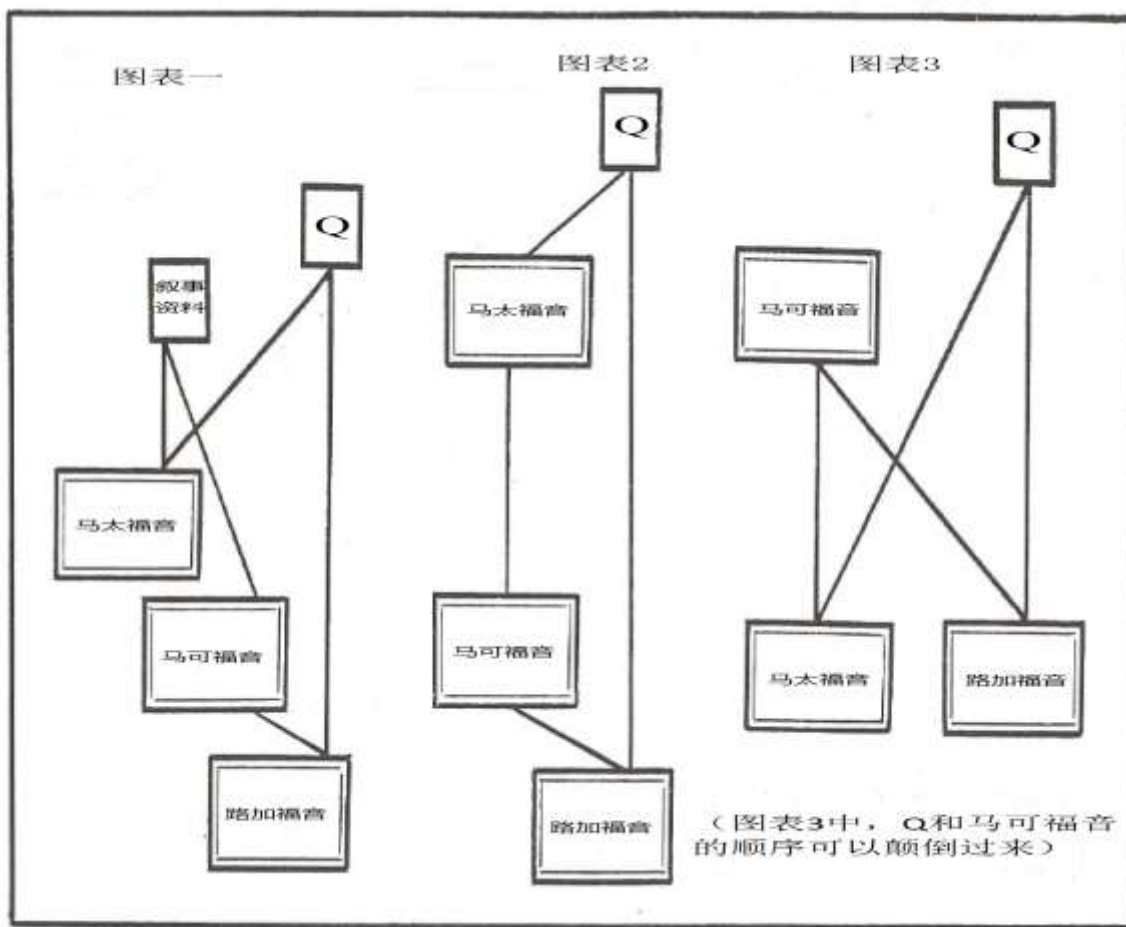 图表一
Q
叙事
资料
马太福音
马可福音
路加福音
图表2
Q
马太福音
马可福音
路加福音
图表3
Q
马可福音
马太福音
路加福音
（图表3中，Q和马可福音
的顺序可以颠倒过来）